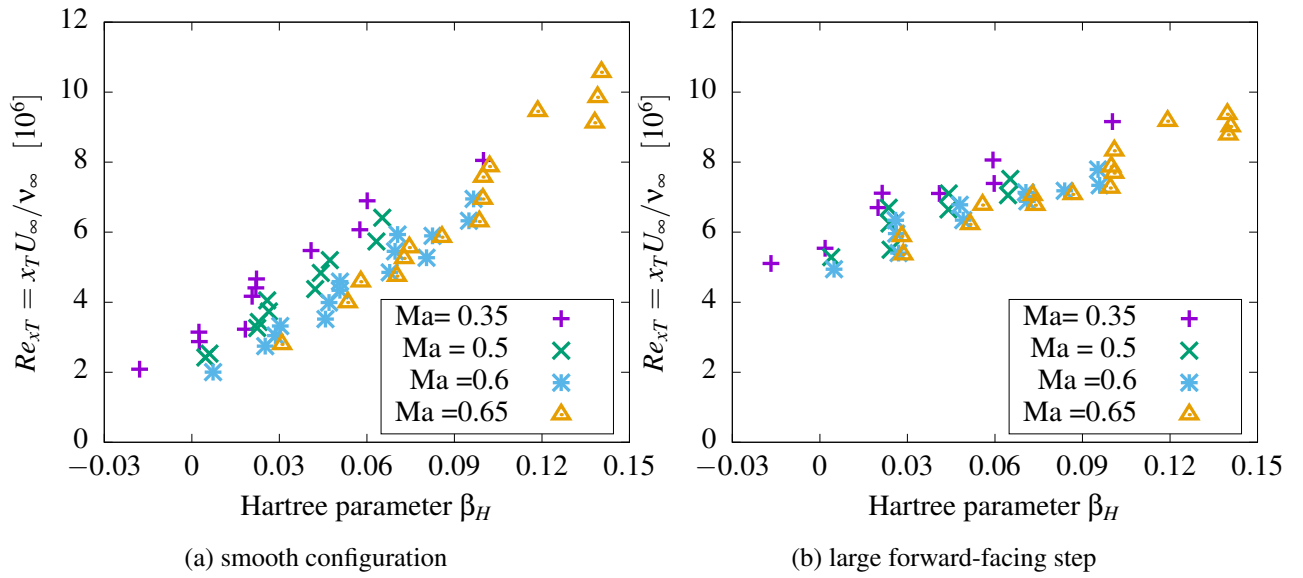 12
10
8
6
4
2
0
Re_{xT} = x_T U_∞/ν_∞ [10^6]
−0.03 0 0.03 0.06 0.09 0.12 0.15
Hartree parameter β_H
Ma= 0.35
Ma = 0.5
Ma =0.6
Ma =0.65
(a) smooth configuration
12
10
8
6
4
2
0
Re_{xT} = x_T U_∞/ν_∞ [10^6]
−0.03 0 0.03 0.06 0.09 0.12 0.15
Hartree parameter β_H
Ma= 0.35
Ma = 0.5
Ma =0.6
Ma =0.65
(b) large forward-facing step